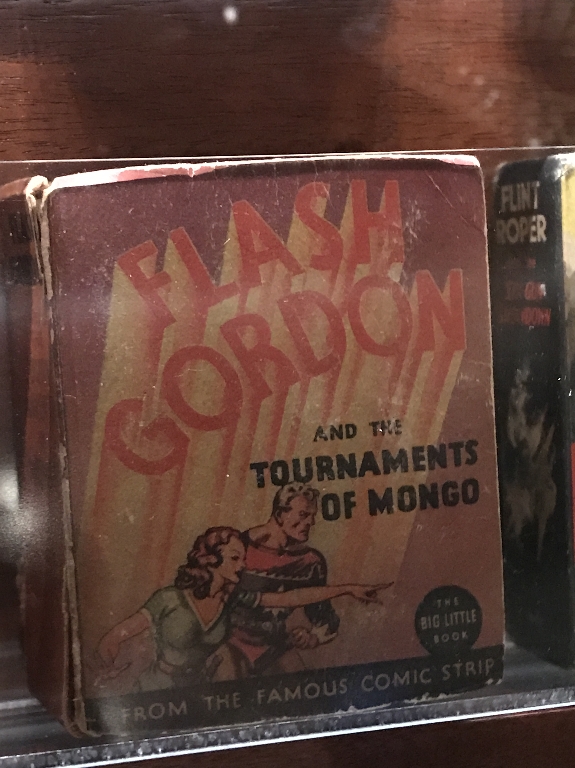 FLASH
GORDON
AND THE
TOURNAMENTS
OF MONGO
THE
BIG LITTLE
BOOK
FROM THE FAMOUS COMIC STRIP
FLINT
ROPER